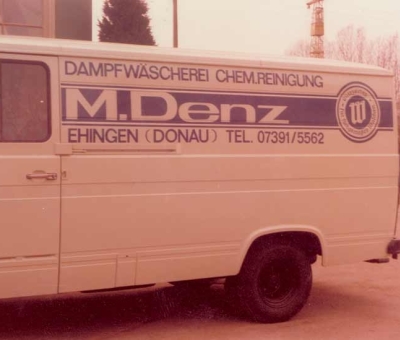 DAMPFWÄSCHEREI CHEM.REINIGUNG
M.Denz
EHINGEN (DONAU) TEL. 07391/5562
W